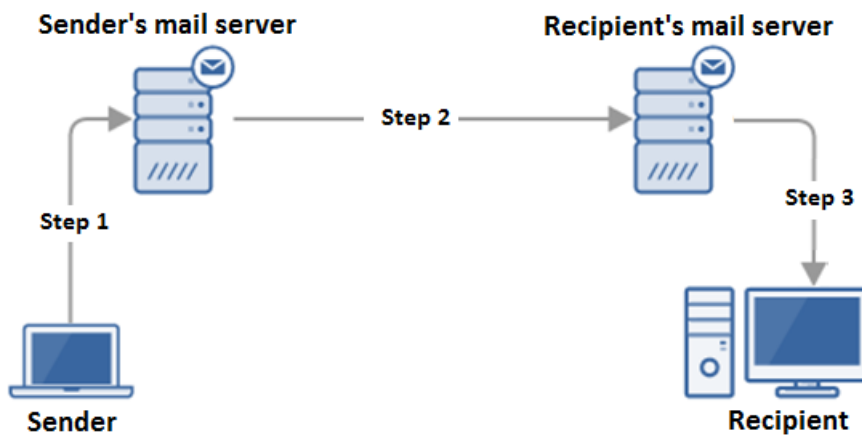 Sender's mail server
Recipient's mail server
Step 2
Step 1
Step 3
Sender
Recipient